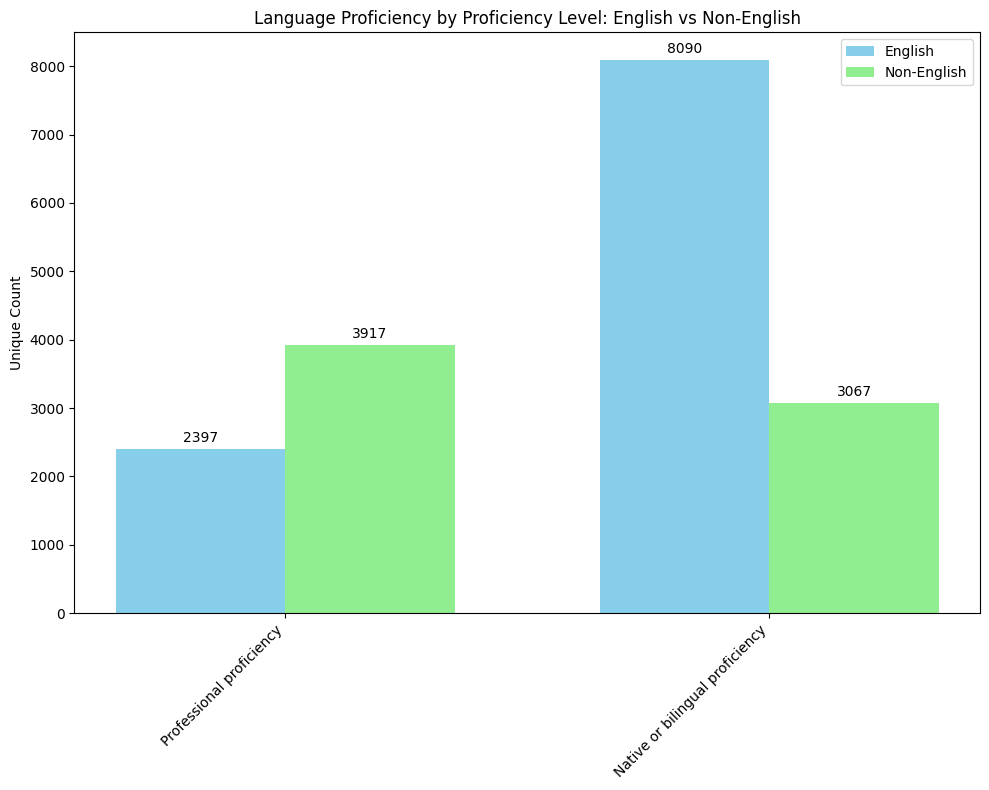 Language Proficiency by Proficiency Level: English vs Non-English
English
Non-English
Unique Count
8000
7000
6000
5000
4000
3000
2000
1000
0
2397
3917
8090
3067
Professional proficiency
Native or bilingual proficiency